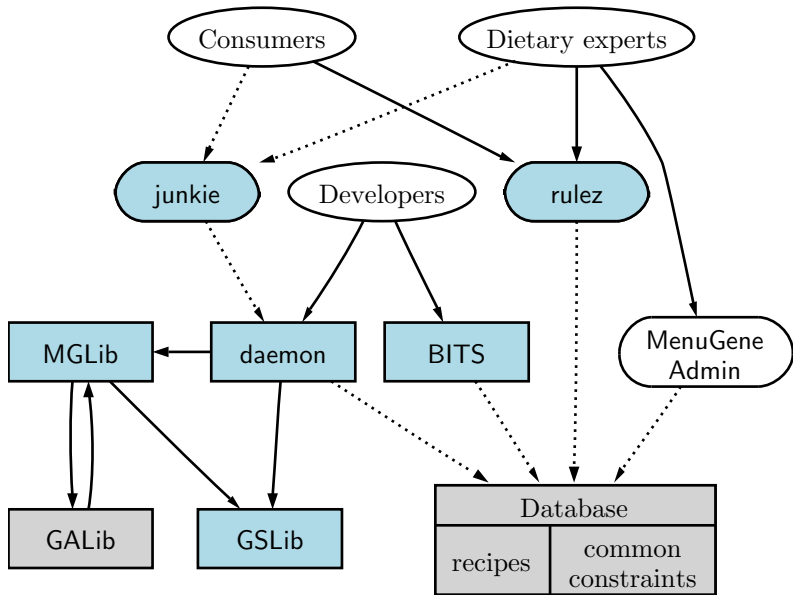 Consumers
Dietary experts
junkie
Developers
rulez
MGLib
daemon
BITS
MenuGene
Admin
GALib
GSLib
Database
recipes
common
constraints